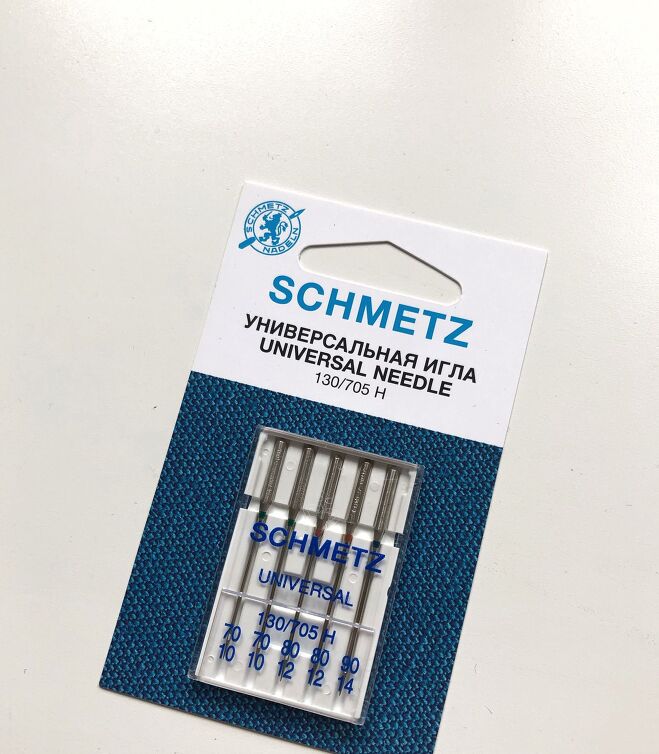 SCHMETZ
NADELN
SCHMETZ
УНИВЕРСАЛЬНАЯ ИГЛА
UNIVERSAL NEEDLE
130/705 H
SCHMETZ
UNIVERSAL
130/705 H
70 70 80 80 90
10 10 12 12 14